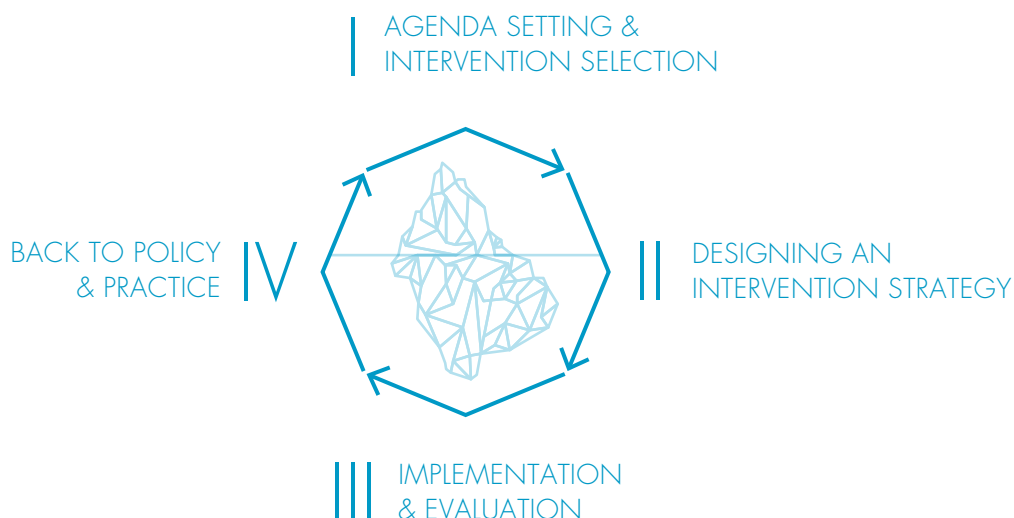 I
AGENDA SETTING &
INTERVENTION SELECTION
BACK TO POLICY
& PRACTICE
IV
II
DESIGNING AN
INTERVENTION STRATEGY
III
IMPLEMENTATION
& EVALUATION